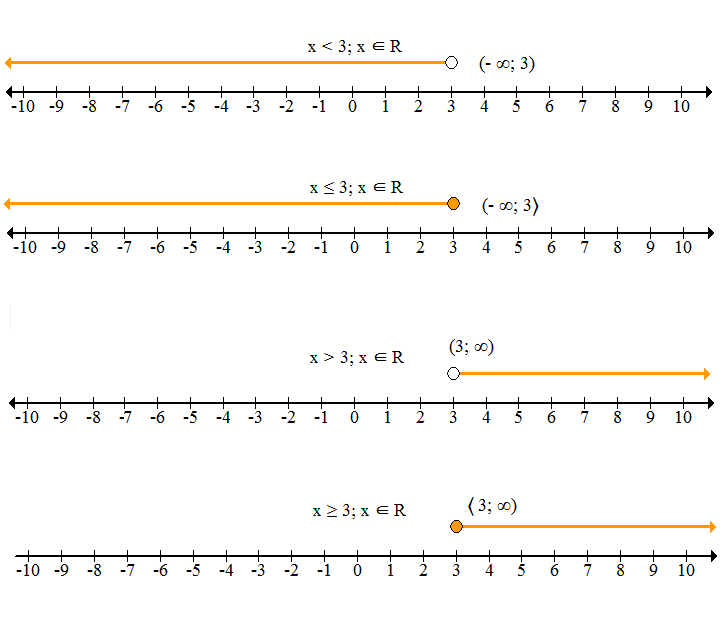 x < 3; x ∈ R
(- ∞; 3)
-10 -9 -8 -7 -6 -5 -4 -3 -2 -1 0 1 2 3 4 5 6 7 8 9 10
x ≤ 3; x ∈ R
(- ∞; 3⟩
-10 -9 -8 -7 -6 -5 -4 -3 -2 -1 0 1 2 3 4 5 6 7 8 9 10
(3; ∞)
x > 3; x ∈ R
-10 -9 -8 -7 -6 -5 -4 -3 -2 -1 0 1 2 3 4 5 6 7 8 9 10
⟨ 3; ∞)
x ≥ 3; x ∈ R
-10 -9 -8 -7 -6 -5 -4 -3 -2 -1 0 1 2 3 4 5 6 7 8 9 10